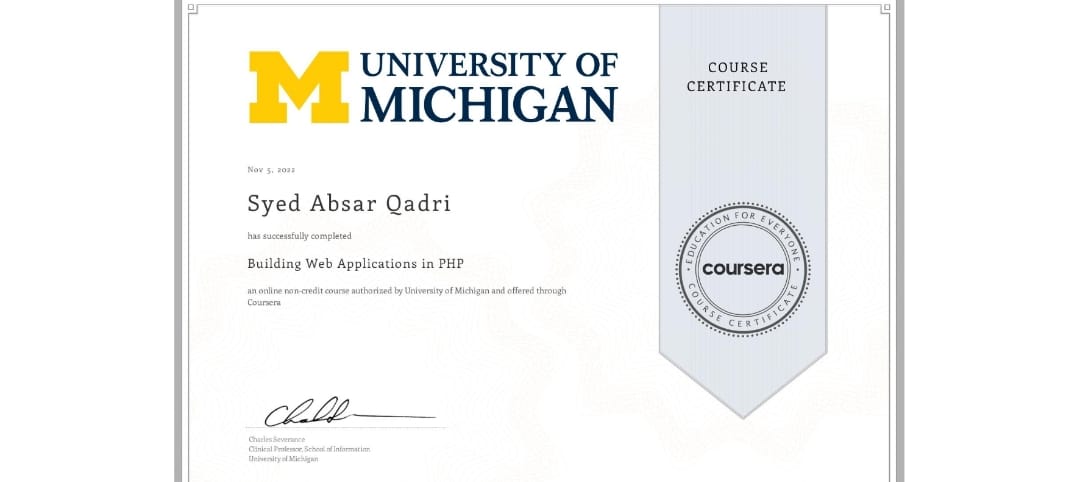 UNIVERSITY OF
MICHIGAN
COURSE
CERTIFICATE
Nov 5, 2022
Syed Absar Qadri
has successfully completed
Building Web Applications in PHP
an online non-credit course authorized by University of Michigan and offered through
Coursera
EDUCATION FOR EVERYONE
coursera
COURSE CERTIFICATE
Charles Severance
Clinical Professor, School of Information
University of Michigan